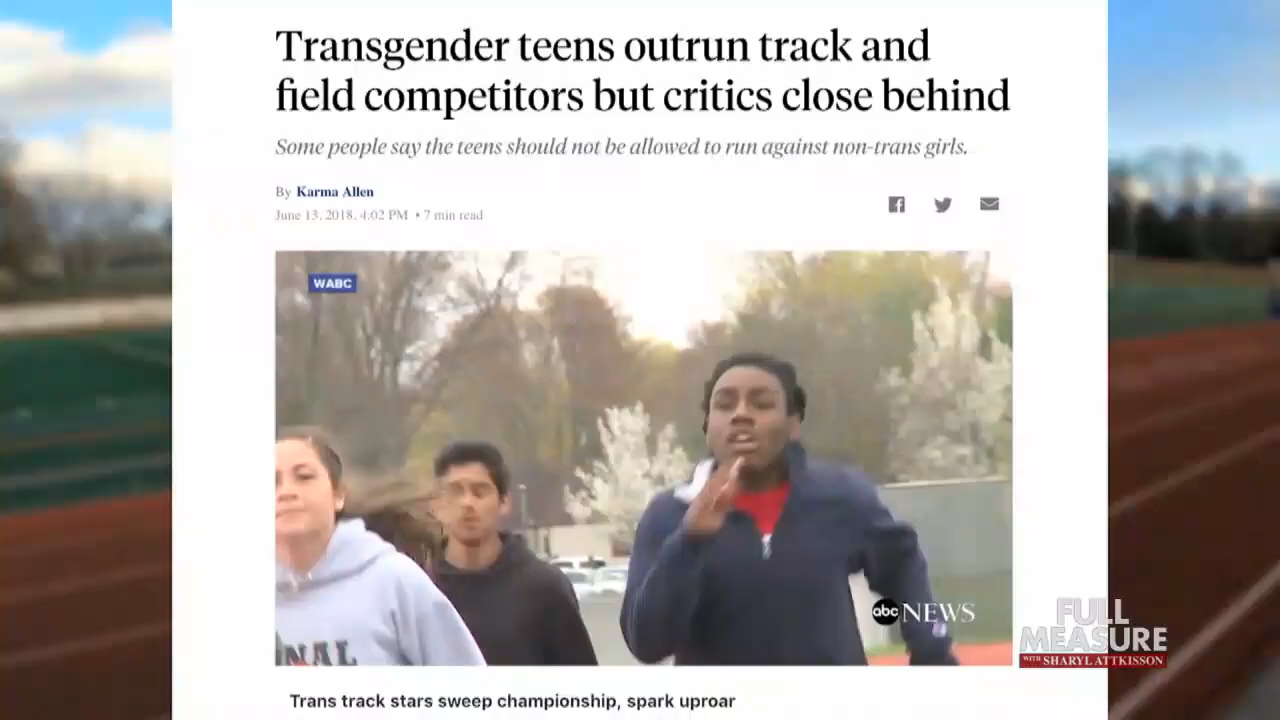 Transgender teens outrun track and
field competitors but critics close behind
Some people say the teens should not be allowed to run against non-trans girls.
By Karma Allen
June 13, 2018, 4:02 PM • 7 min read
WABC
NAL
abc NEWS
FULL
MEASURE
WITH SHARYL ATTKISSON
Trans track stars sweep championship, spark uproar